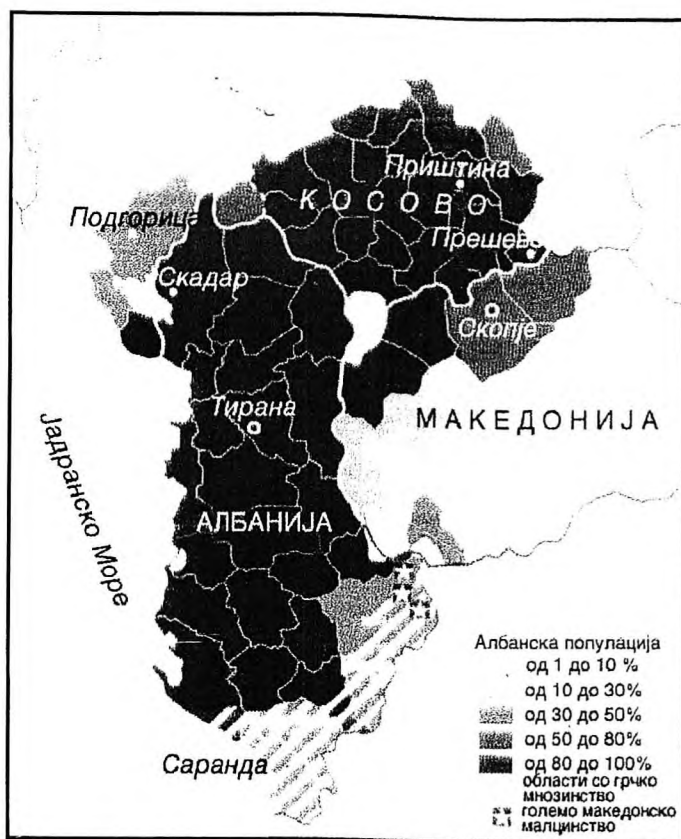 Приштина
КОСОВО
Подгорица
Прешево
Скадар
Скопје
Тирана
МАКЕДОНИЈА
Јадранско Море
АЛБАНИЈА
Саранда
Албанска популација
од 1 до 10 %
од 10 до 30%
од 30 до 50%
од 50 до 80%
од 80 до 100%
области со грчко
мнозинство
големо македонско
малцинство